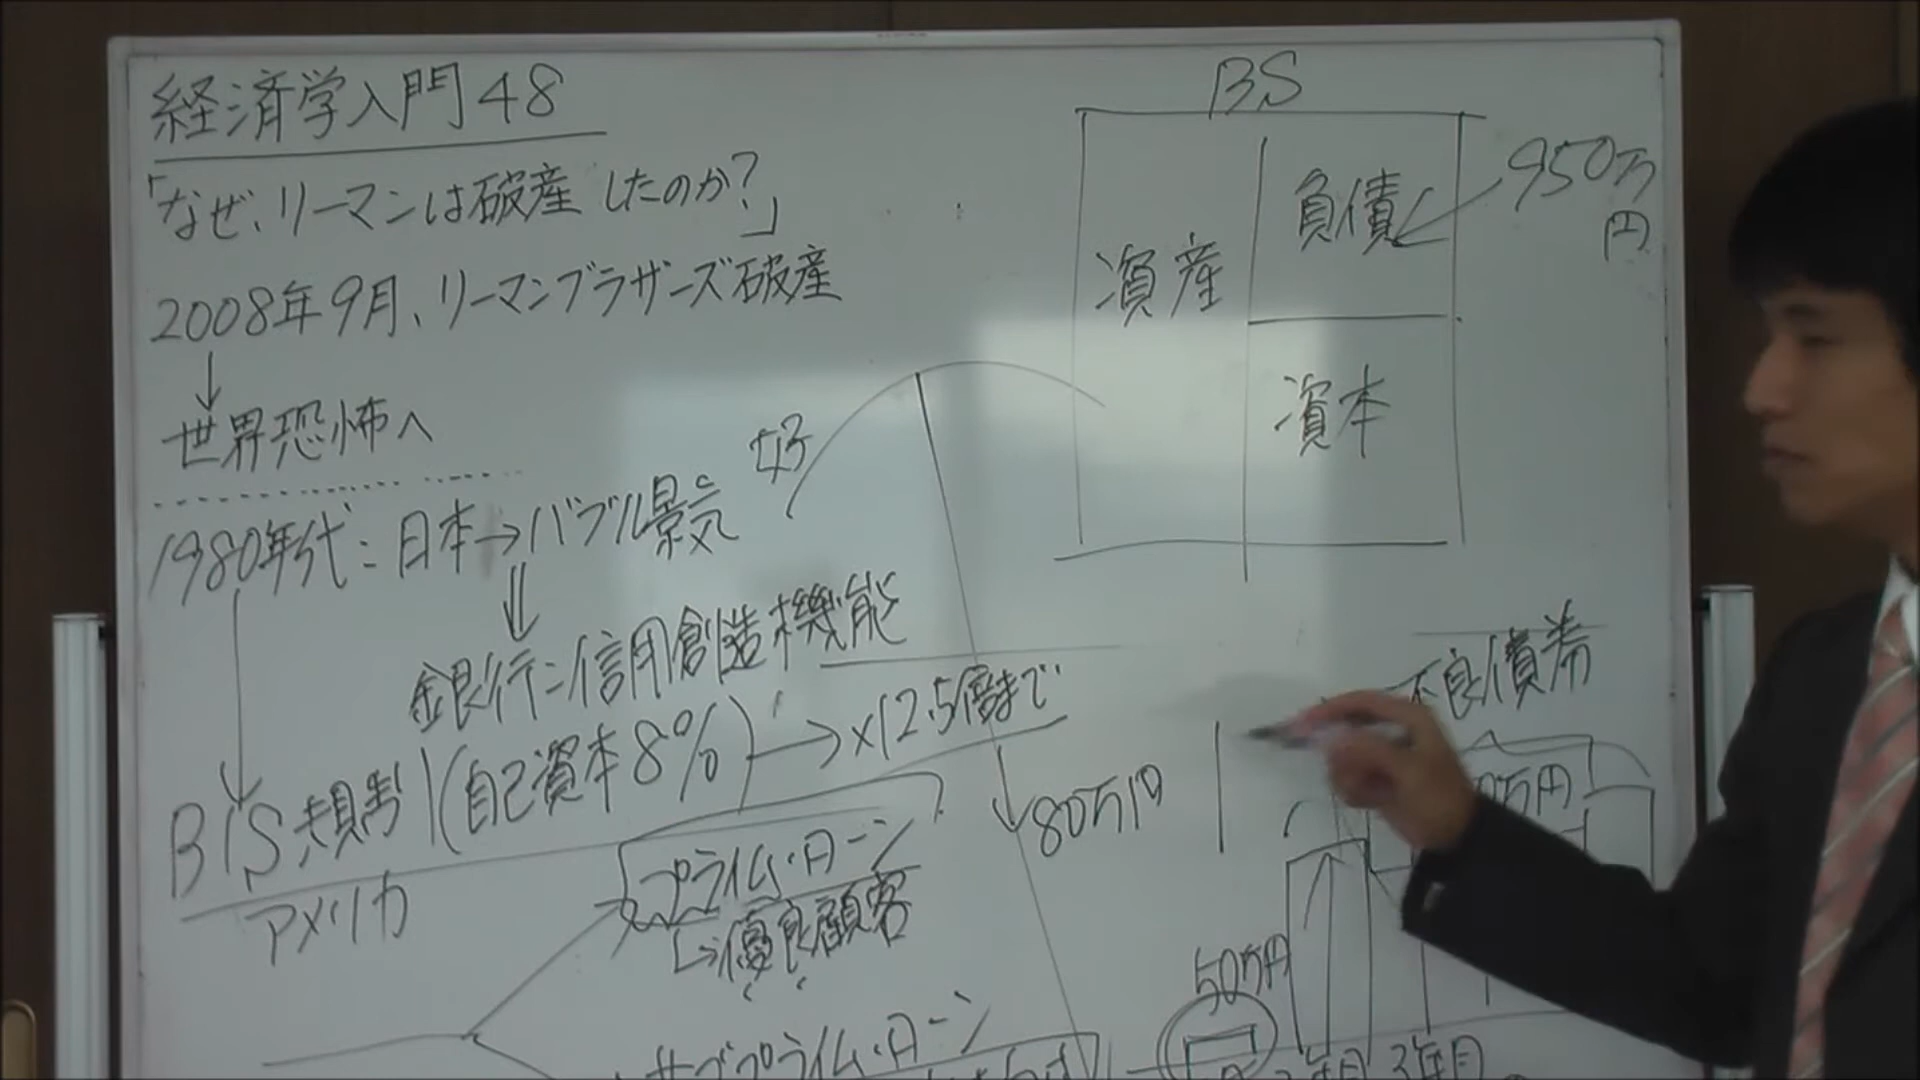 経済学入門48
「なぜ、リーマンは破産したのか?」
2008年9月、リーマンブラザーズ破産
↓
世界恐怖へ
1980年代:日本→バブル景気
好
銀行:信用創造機能
BIS規制(自己資本8%)→×12.5倍まで
アメリカ
プライム・ローン
↳優良顧客
サブプライム・ローン
BS
資産
負債
資本
950万
円
不良債券
80万円
万円
50万円
3年目